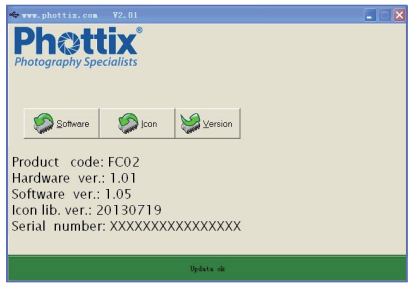 www.phottix.com V2.01
Phottix®
Photography Specialists
Software Icon Version
Product code: FC02
Hardware ver.: 1.01
Software ver.: 1.05
Icon lib. ver.: 20130719
Serial number: XXXXXXXXXXXXXXXX
Updata ok